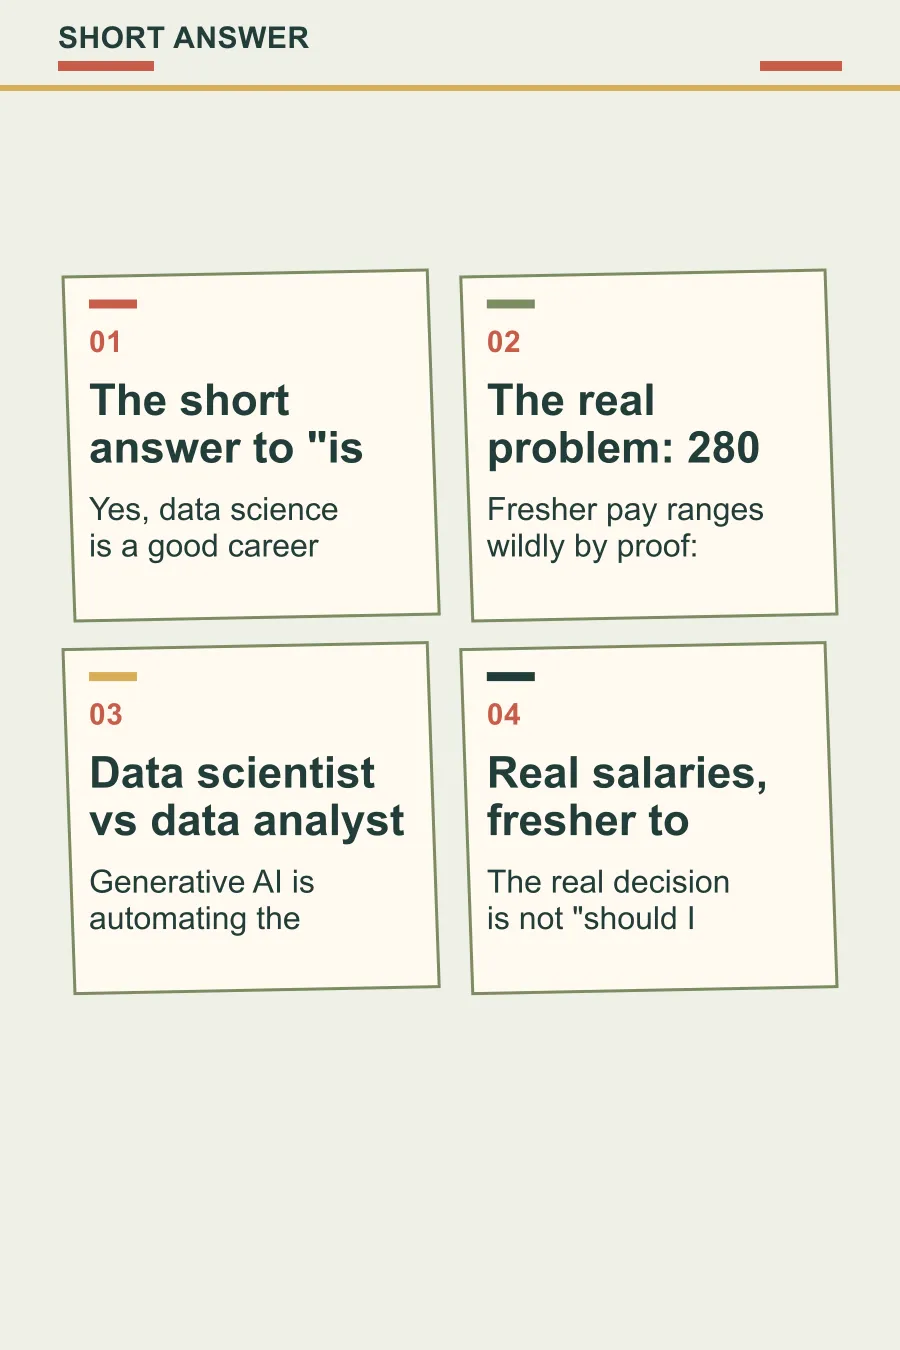 SHORT ANSWER
01
The short
answer to "is
Yes, data science
is a good career
02
The real
problem: 280
Fresher pay ranges
wildly by proof:
03
Data scientist
vs data analyst
Generative AI is
automating the
04
Real salaries,
fresher to
The real decision
is not "should I